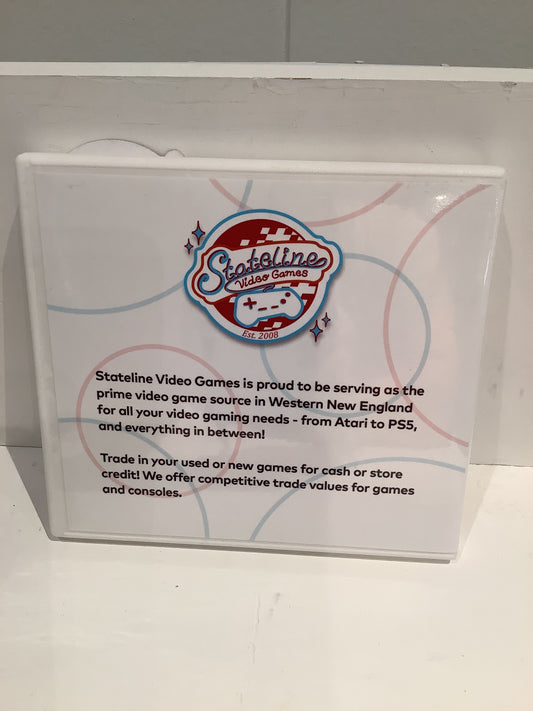 Stateline
Video Games
Est. 2008
Stateline Video Games is proud to be serving as the
prime video game source in Western New England
for all your video gaming needs - from Atari to PS5,
and everything in between!
Trade in your used or new games for cash or store
credit! We offer competitive trade values for games
and consoles.